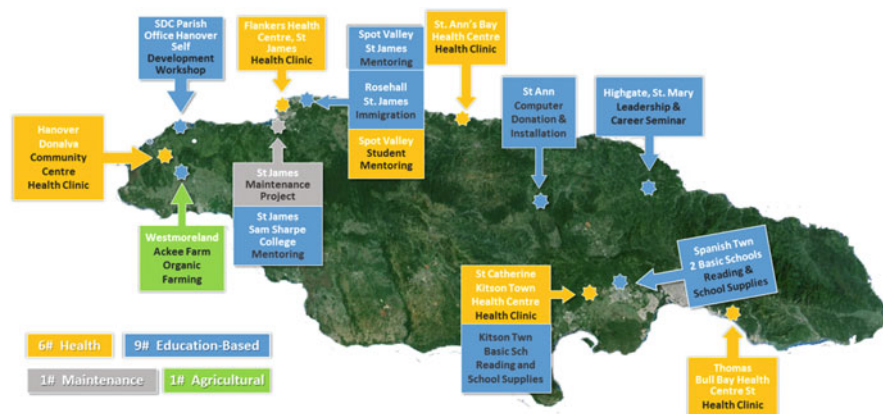 SDC Parish
Office Hanover
Self
Development
Workshop
Flankers Health
Centre, St
James
Health Clinic
Spot Valley
St James
Mentoring
Rosehall
St. James
Immigration
Spot Valley
Student
Mentoring
St. Ann's Bay
Health Centre
Health Clinic
St Ann
Computer
Donation &
Installation
Highgate, St. Mary
Leadership &
Career Seminar
Hanover
Donalva
Community
Centre
Health Clinic
St James
Maintenance
Project
St James
Sam Sharpe
College
Mentoring
Westmoreland
Ackee Farm
Organic
Farming
St Catherine
Kitson Town
Health Centre
Health Clinic
Kitson Twn
Basic Sch
Reading and
School Supplies
Spanish Twn
2 Basic Schools
Reading &
School Supplies
Thomas
Bull Bay Health
Centre St
Health Clinic
6# Health
9# Education-Based
1# Maintenance
1# Agricultural